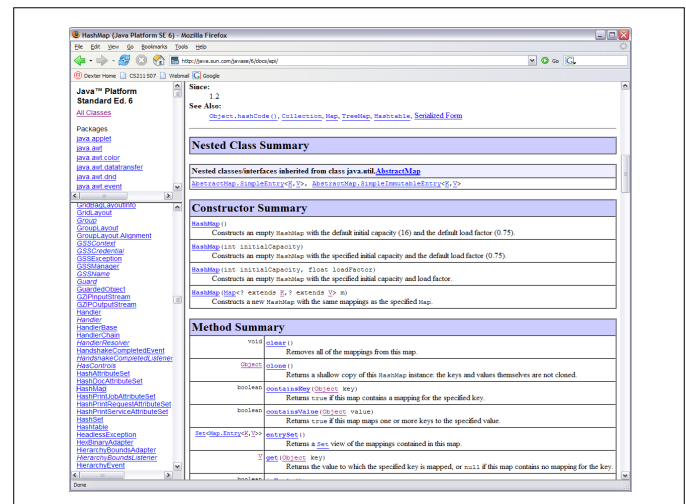 HashMap (Java Platform SE 6) - Mozilla Firefox
File Edit View Go Bookmarks Tools Help
http://java.sun.com/javase/6/docs/api/
Go
Dexter Home CS211 S07 Webmail Google
Java™ Platform
Standard Ed. 6
All Classes
Packages
java.applet
java.awt
java.awt.color
java.awt.datatransfer
java.awt.dnd
java.awt.event
GridBagLayoutInfo
GridLayout
Group
GroupLayout
GroupLayout.Alignment
GSSContext
GSSCredential
GSSException
GSSManager
GSSName
Guard
GuardedObject
GZIPInputStream
GZIPOutputStream
Handler
Handler
HandlerBase
HandlerChain
HandlerResolver
HandshakeCompletedEvent
HandshakeCompletedListener
HasControls
HashAttributeSet
HashDocAttributeSet
HashMap
HashPrintJobAttributeSet
HashPrintRequestAttributeSet
HashPrintServiceAttributeSet
HashSet
Hashtable
HeadlessException
HexBinaryAdapter
HierarchyBoundsAdapter
HierarchyBoundsListener
HierarchyEvent
Since:
1.2
See Also:
Object.hashCode(), Collection, Map, TreeMap, Hashtable, Serialized Form
Nested Class Summary
Nested classes/interfaces inherited from class java.util.AbstractMap
AbstractMap.SimpleEntry<K,V>, AbstractMap.SimpleImmutableEntry<K,V>
Constructor Summary
HashMap()
Constructs an empty HashMap with the default initial capacity (16) and the default load factor (0.75).
HashMap(int initialCapacity)
Constructs an empty HashMap with the specified initial capacity and the default load factor (0.75).
HashMap(int initialCapacity, float loadFactor)
Constructs an empty HashMap with the specified initial capacity and load factor.
HashMap(Map<? extends K,? extends V> m)
Constructs a new HashMap with the same mappings as the specified Map.
Method Summary
void clear()
Removes all of the mappings from this map.
Object clone()
Returns a shallow copy of this HashMap instance: the keys and values themselves are not cloned.
boolean containsKey(Object key)
Returns true if this map contains a mapping for the specified key.
boolean containsValue(Object value)
Returns true if this map maps one or more keys to the specified value.
Set<Map.Entry<K,V>> entrySet()
Returns a Set view of the mappings contained in this map.
V get(Object key)
Returns the value to which the specified key is mapped, or null if this map contains no mapping for the key.
boolean
Done